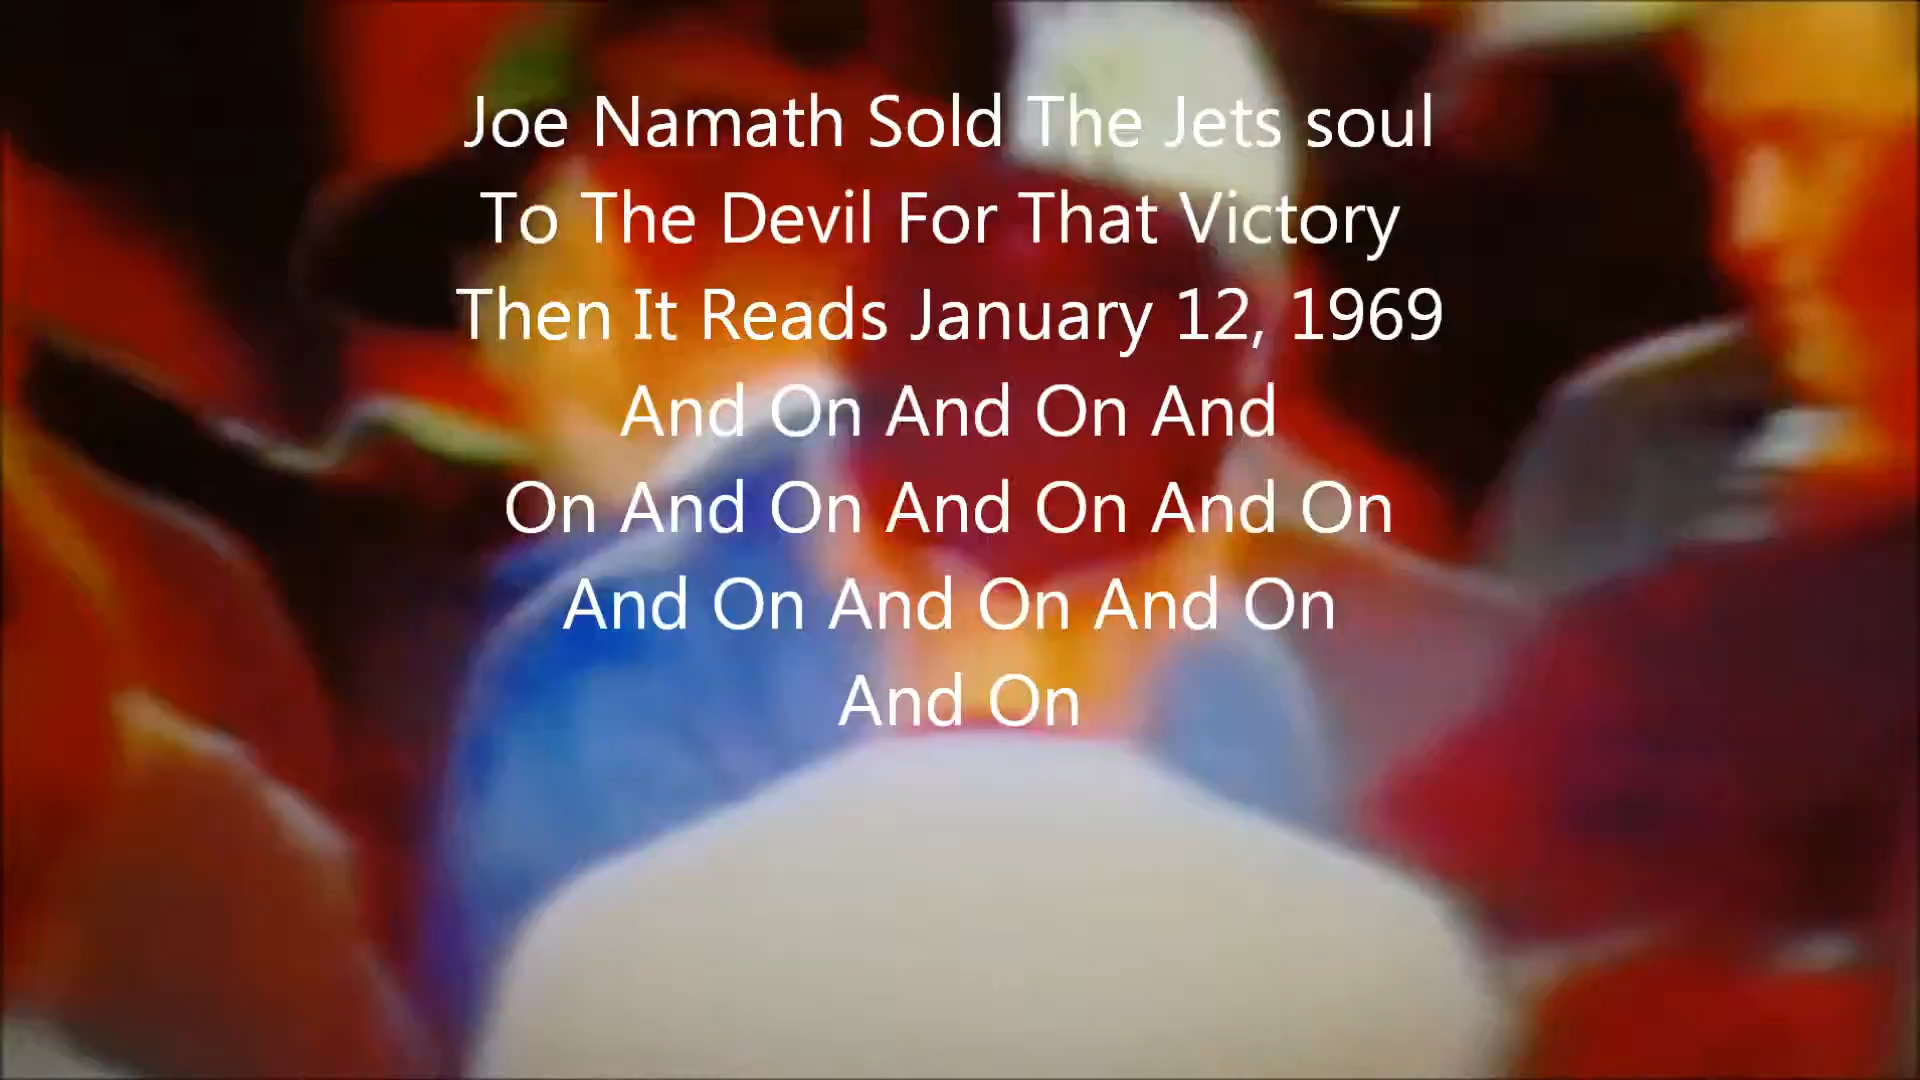 Joe Namath Sold The Jets soul
To The Devil For That Victory
Then It Reads January 12, 1969
And On And On And
On And On And On And On
And On And On And On
And On